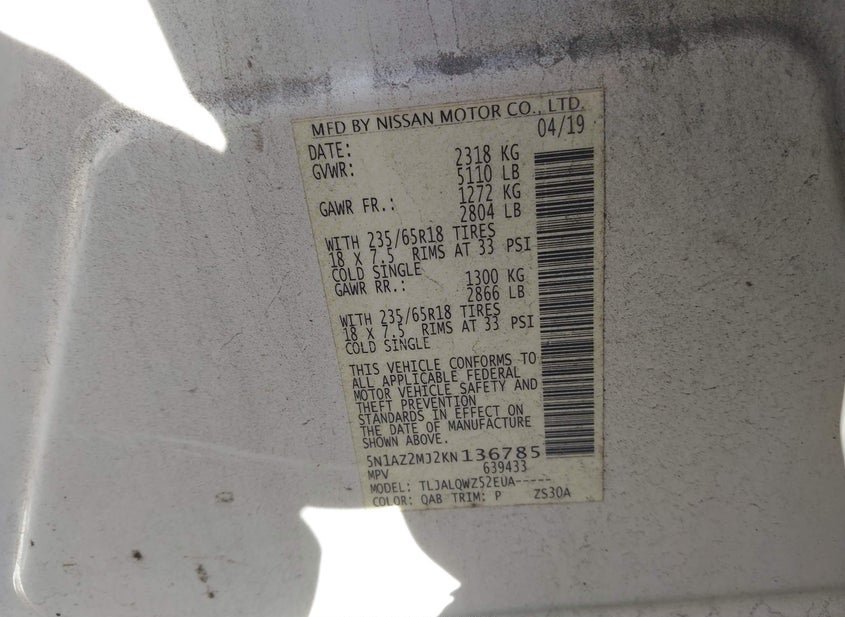 MFD BY NISSAN MOTOR CO., LTD.
DATE: 04/19
GVWR: 2318 KG
5110 LB
GAWR FR.: 1272 KG
2804 LB
WITH 235/65R18 TIRES
18 X 7.5 RIMS AT 33 PSI
COLD SINGLE
GAWR RR.: 1300 KG
2866 LB
WITH 235/65R18 TIRES
18 X 7.5 RIMS AT 33 PSI
COLD SINGLE
THIS VEHICLE CONFORMS TO
ALL APPLICABLE FEDERAL
MOTOR VEHICLE SAFETY AND
THEFT PREVENTION
STANDARDS IN EFFECT ON
THE DATE OF MANUFACTURE
SHOWN ABOVE.
5N1AZ2MJ2KN136785
MPV 639433
MODEL: TLJALQWZ52EUA-----
COLOR: QAB TRIM: P ZS30A